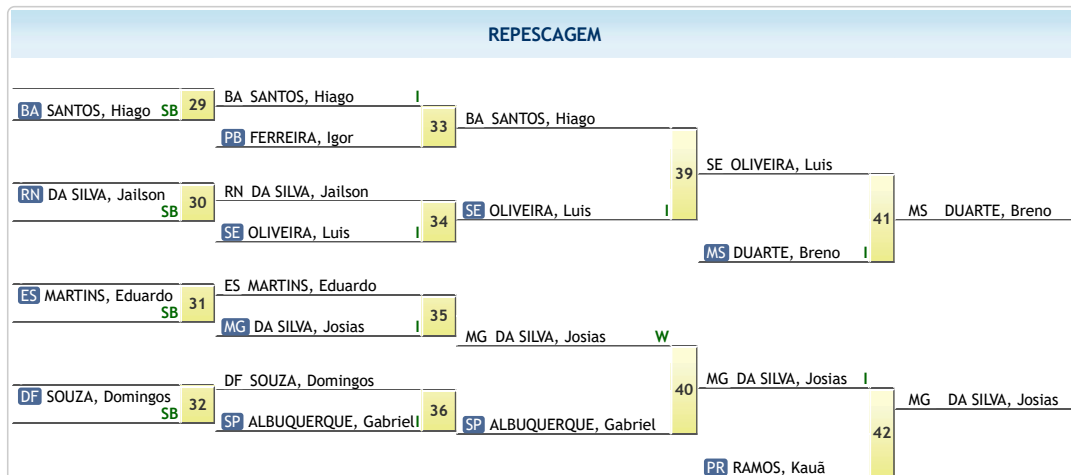 REPESCAGEM
BA SANTOS, Hiago SB 29 BA SANTOS, Hiago I
PB FERREIRA, Igor 33 BA SANTOS, Hiago
RN DA SILVA, Jailson SB 30 RN DA SILVA, Jailson
SE OLIVEIRA, Luis I 34 SE OLIVEIRA, Luis I
39 SE OLIVEIRA, Luis
MS DUARTE, Breno I 41 MS DUARTE, Breno
ES MARTINS, Eduardo SB 31 ES MARTINS, Eduardo
MG DA SILVA, Josias I 35 MG DA SILVA, Josias W
DF SOUZA, Domingos SB 32 DF SOUZA, Domingos
SP ALBUQUERQUE, Gabriel I 36 SP ALBUQUERQUE, Gabriel
40 MG DA SILVA, Josias I
PR RAMOS, Kauã 42 MG DA SILVA, Josias